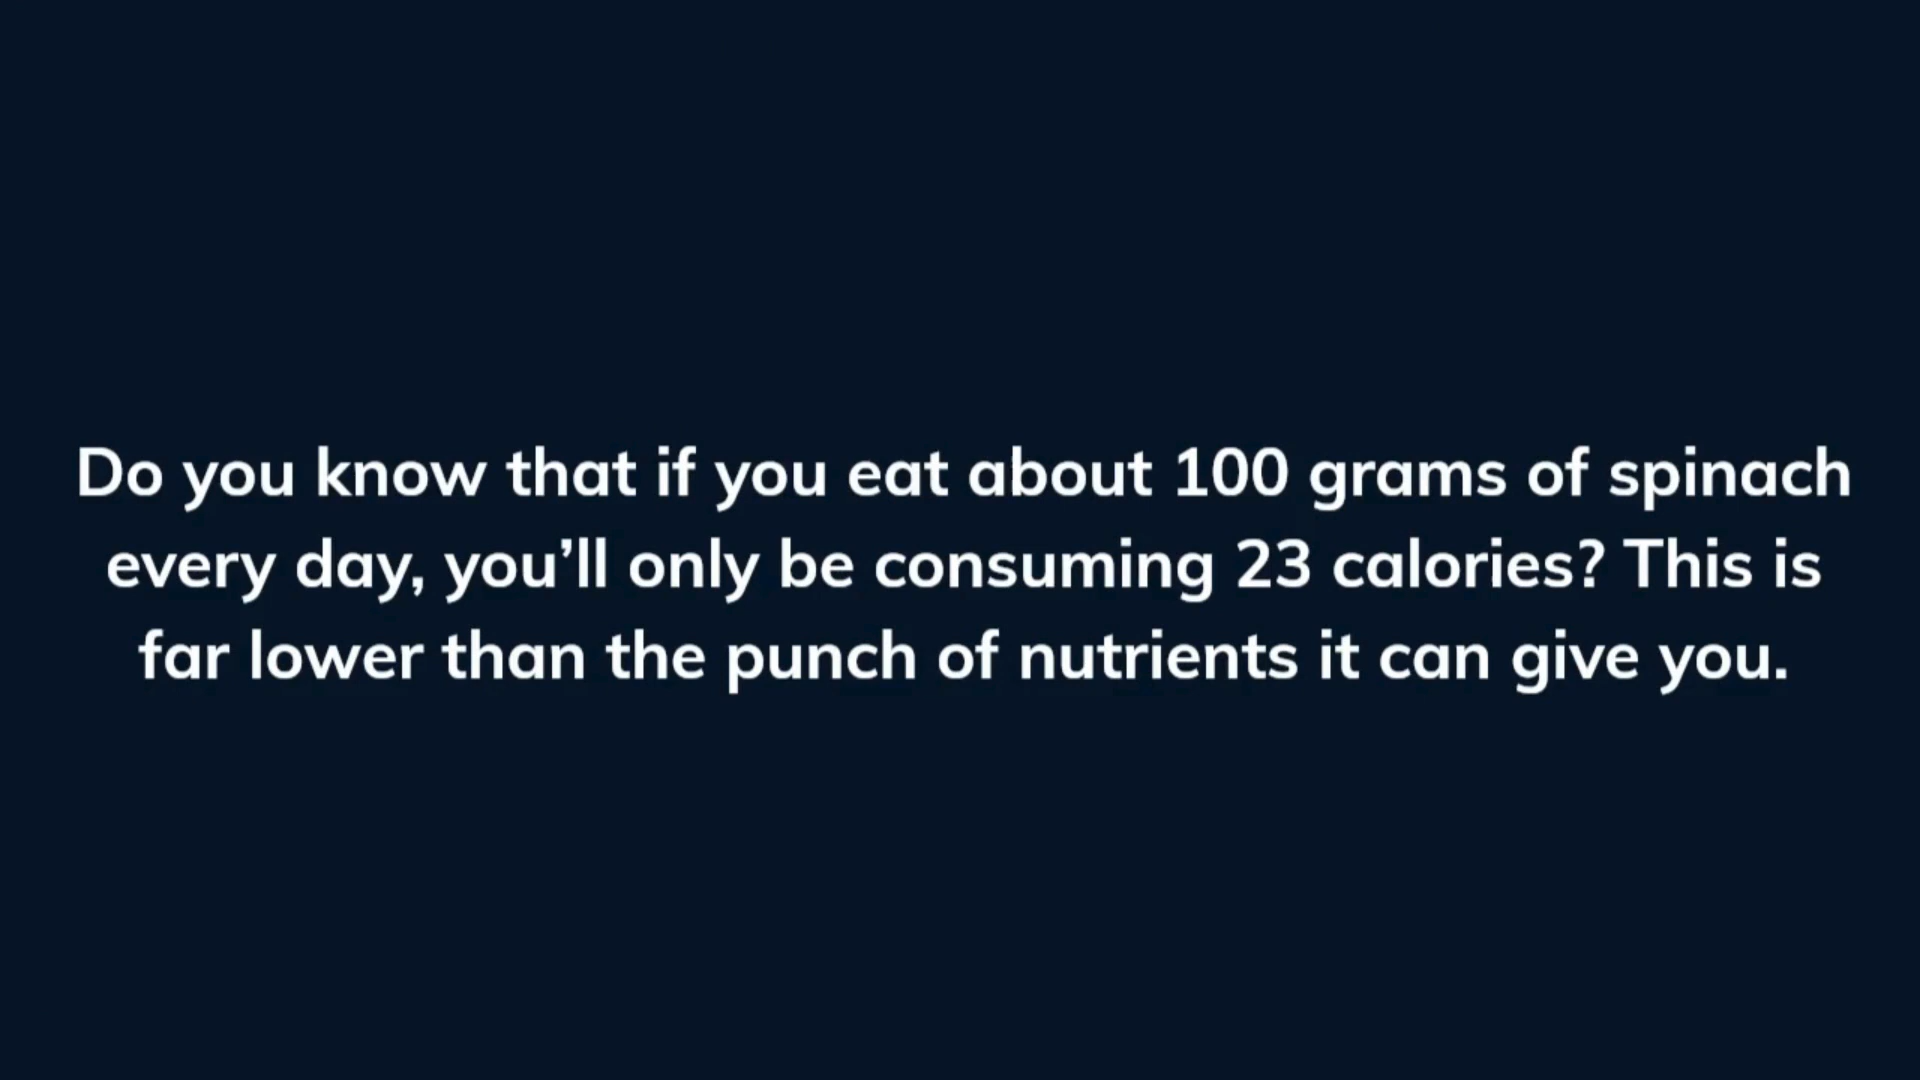 Do you know that if you eat about 100 grams of spinach
every day, you’ll only be consuming 23 calories? This is
far lower than the punch of nutrients it can give you.